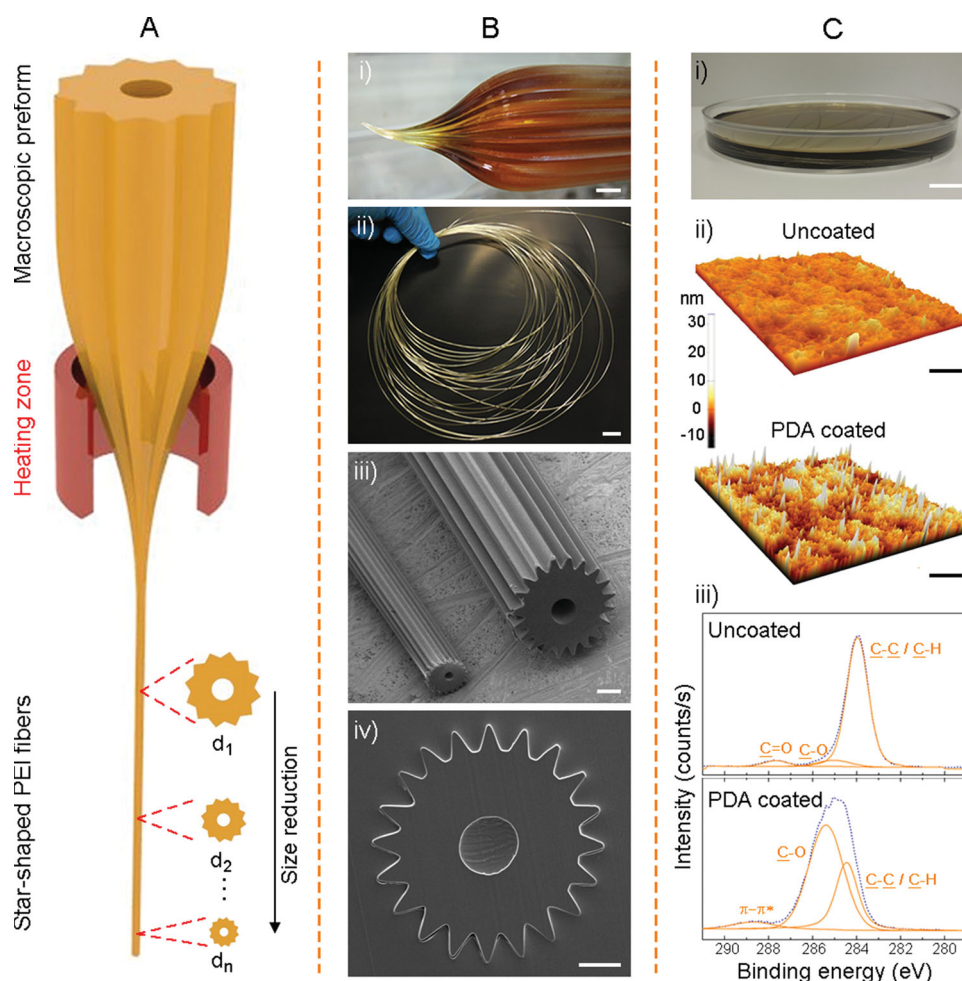 A
Macroscopic preform
Heating zone
Star-shaped PEI fibers
d1
d2
⋮
dn
Size reduction
B
i)
ii)
iii)
iv)
C
i)
ii)
Uncoated
nm
30
20
10
0
-10
PDA coated
iii)
Uncoated
C-C / C-H
C=O
C-O
PDA coated
C-O
C-C / C-H
π-π*
Intensity (counts/s)
290 288 286 284 282 280
Binding energy (eV)